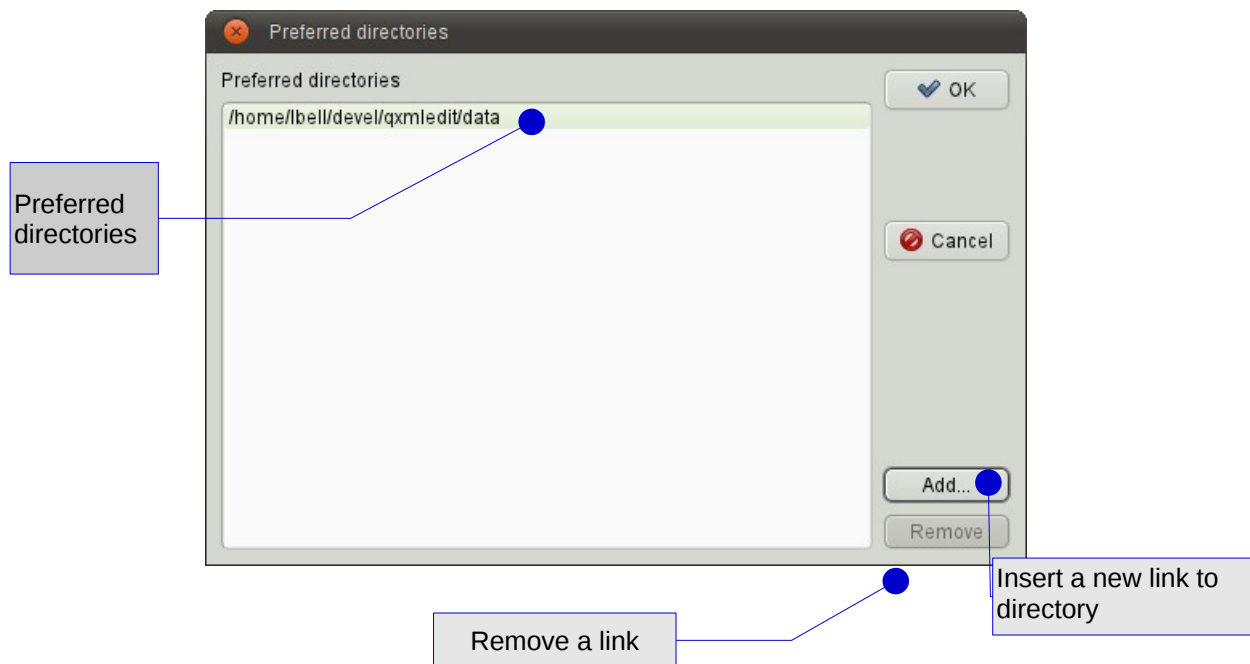 Preferred directories
Preferred directories
OK
/home/lbell/devel/qxmledit/data
Preferred
directories
Cancel
Add...
Remove
Insert a new link to
directory
Remove a link